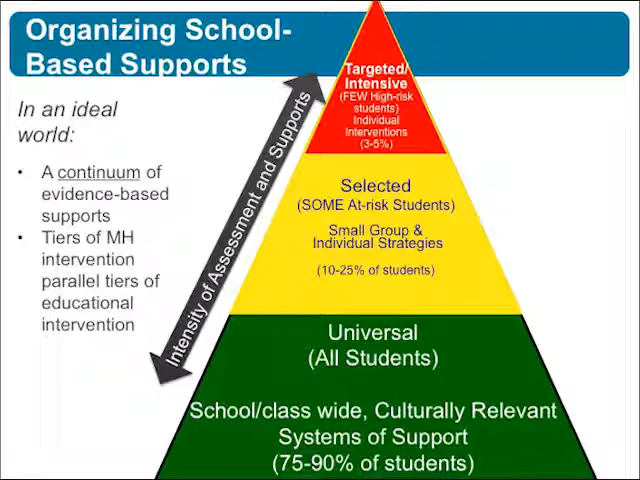 Organizing School-
Based Supports
In an ideal
world:
• A continuum of
evidence-based
supports
• Tiers of MH
intervention
parallel tiers of
educational
intervention
Intensity of Assessment and Supports
Targeted/
Intensive
(FEW High-risk
students)
Individual
Interventions
(3-5%)
Selected
(SOME At-risk Students)
Small Group &
Individual Strategies
(10-25% of students)
Universal
(All Students)
School/class wide, Culturally Relevant
Systems of Support
(75-90% of students)